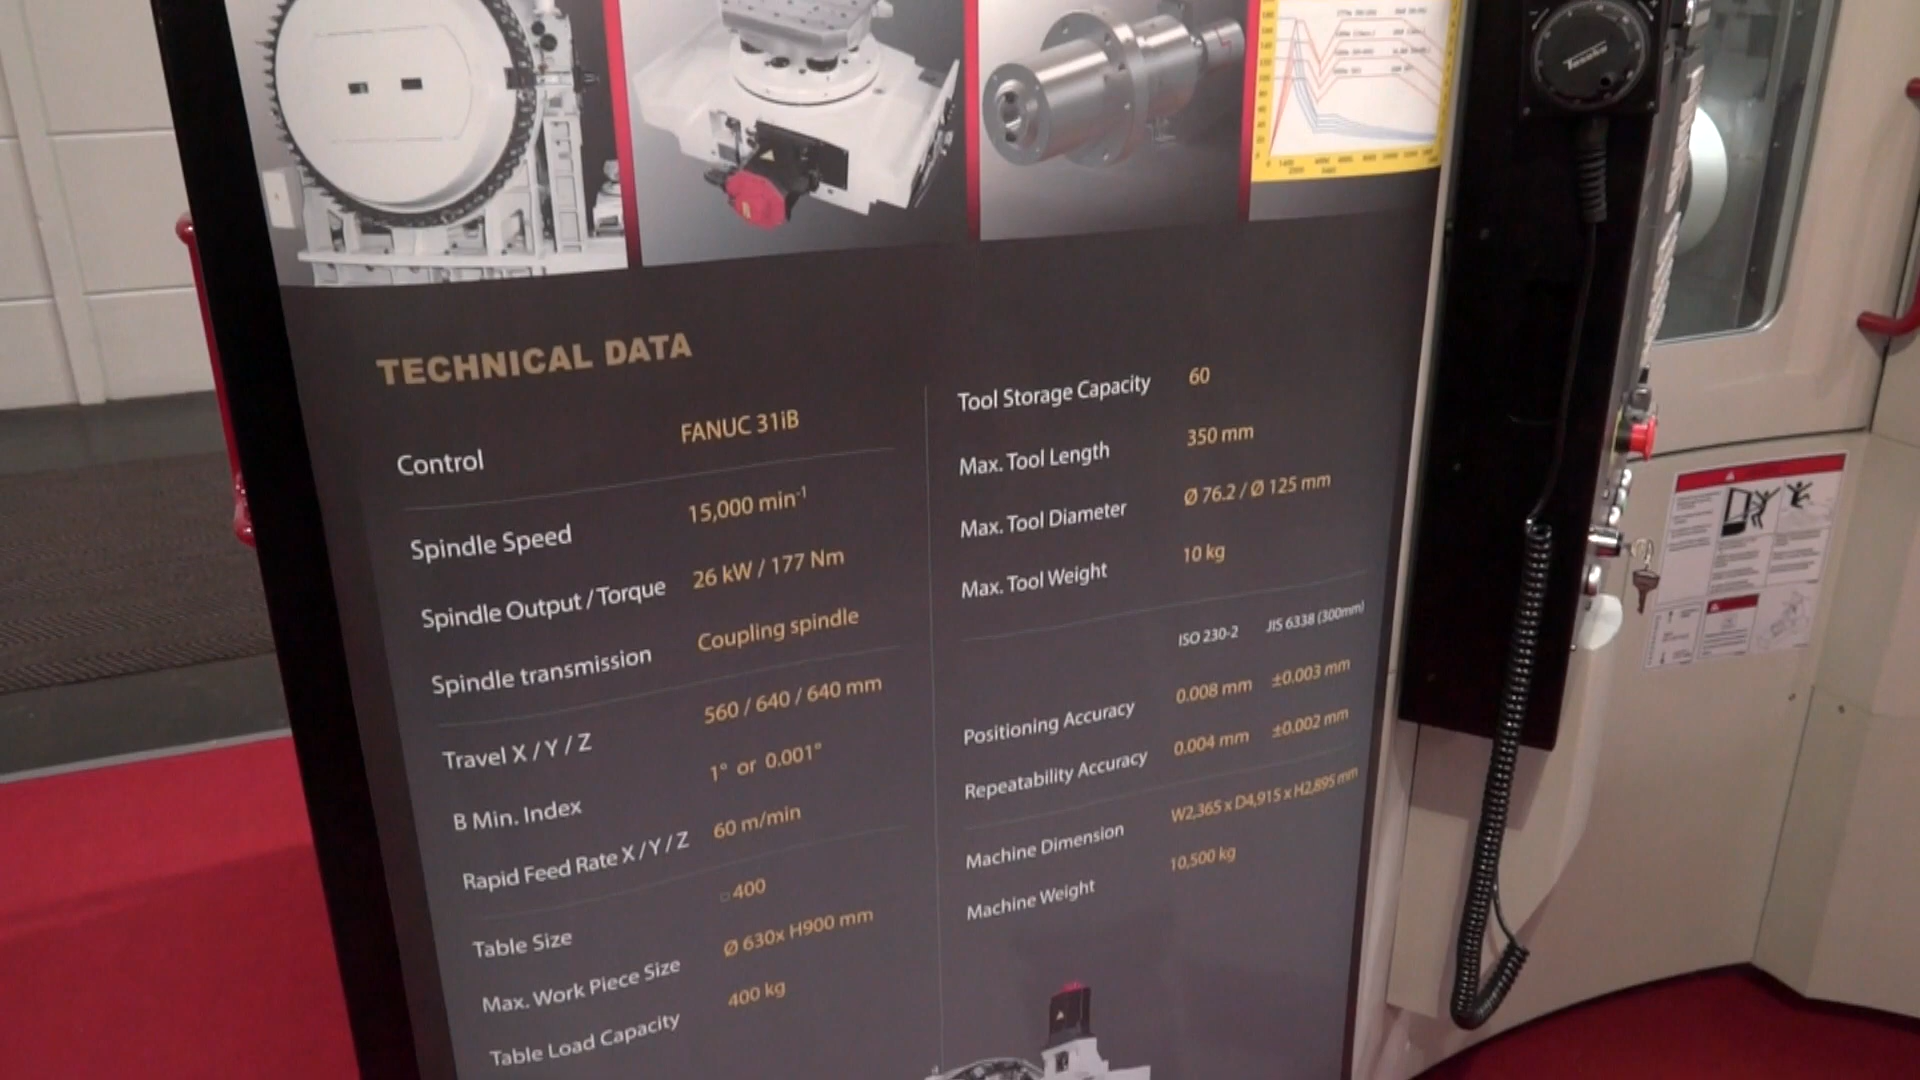 TECHNICAL DATA
Control FANUC 31iB
Spindle Speed 15,000 min-1
Spindle Output / Torque 26 kW / 177 Nm
Spindle transmission Coupling spindle
Travel X / Y / Z 560 / 640 / 640 mm
B Min. Index 1° or 0.001°
Rapid Feed Rate X / Y / Z 60 m/min
Table Size □400
Max. Work Piece Size Ø 630x H900 mm
Table Load Capacity 400 kg
Tool Storage Capacity 60
Max. Tool Length 350 mm
Max. Tool Diameter Ø 76.2 / Ø 125 mm
Max. Tool Weight 10 kg
ISO 230-2 JIS 6338 (300mm)
Positioning Accuracy 0.008 mm ±0.003 mm
Repeatability Accuracy 0.004 mm ±0.002 mm
Machine Dimension W2,365 x D4,915 x H2,895 mm
Machine Weight 10,500 kg